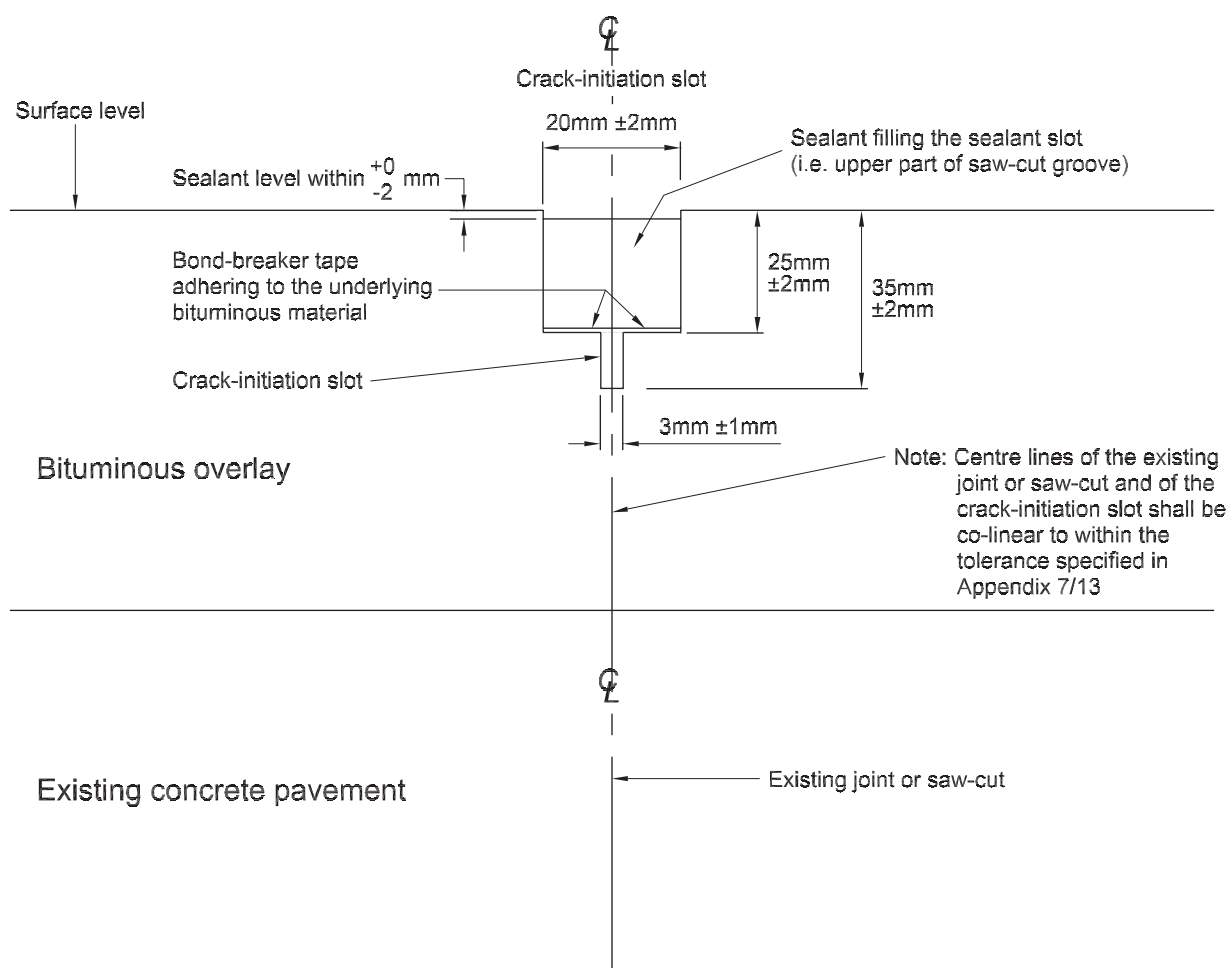 ℄
Crack-initiation slot
Surface level
20mm ±2mm
Sealant filling the sealant slot
(i.e. upper part of saw-cut groove)
Sealant level within +0 -2 mm
Bond-breaker tape
adhering to the underlying
bituminous material
25mm
±2mm
35mm
±2mm
Crack-initiation slot
3mm ±1mm
Bituminous overlay
Note: Centre lines of the existing
joint or saw-cut and of the
crack-initiation slot shall be
co-linear to within the
tolerance specified in
Appendix 7/13
℄
Existing concrete pavement
Existing joint or saw-cut